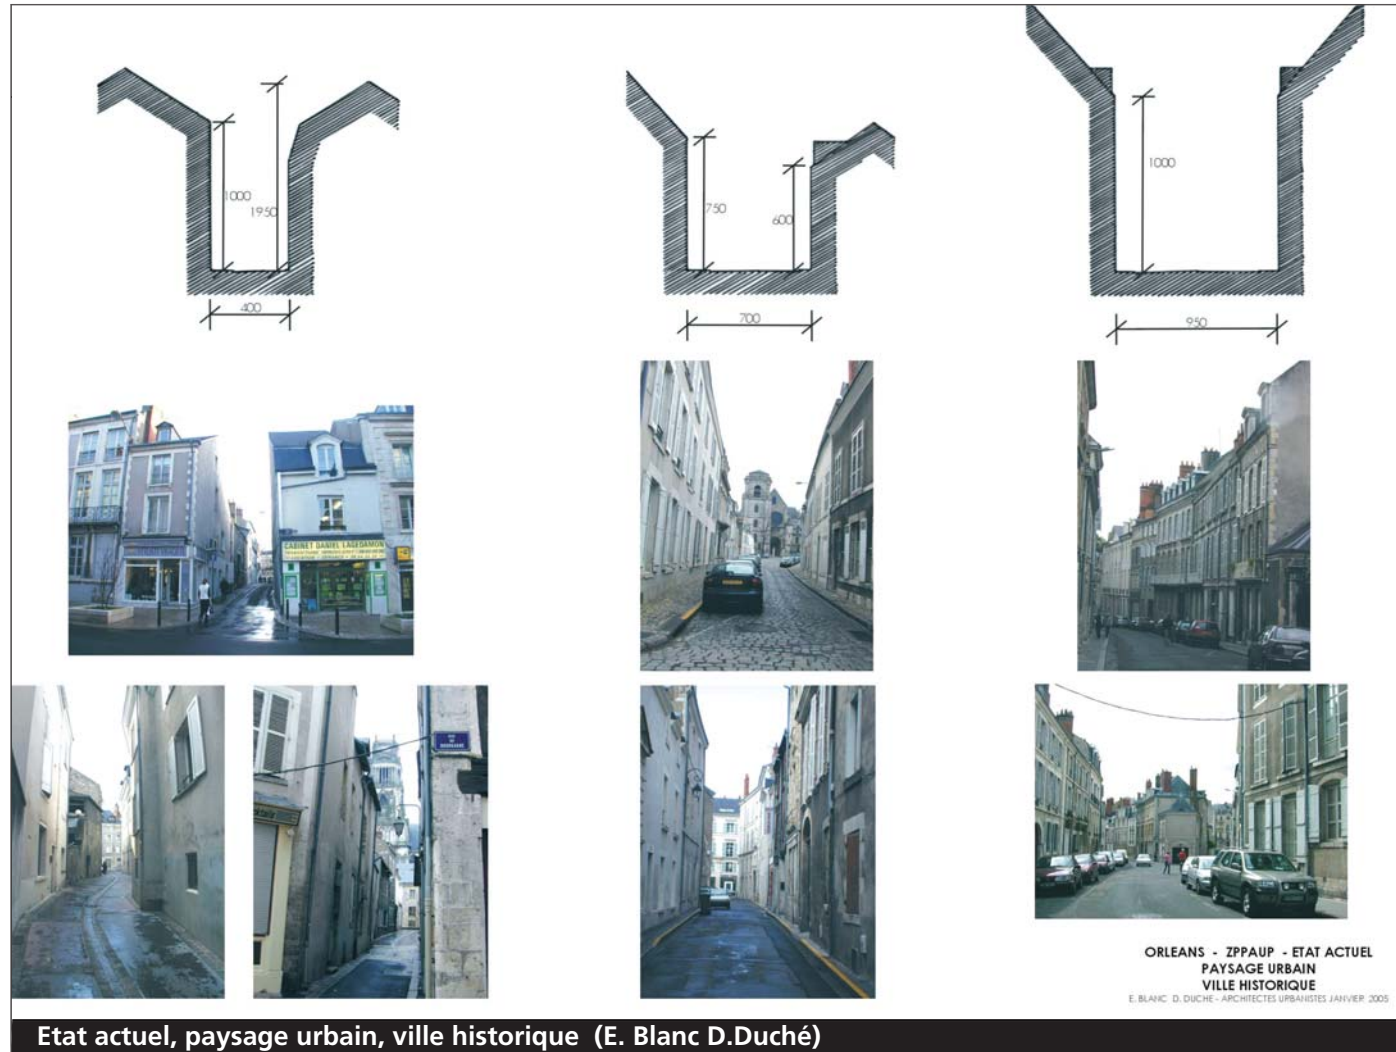 1000
1950
400
750
600
700
1000
950
CABINET DANIEL LAGEDAMON
RUE
ORLEANS - ZPPAUP - ETAT ACTUEL
PAYSAGE URBAIN
VILLE HISTORIQUE
E. BLANC D. DUCHE - ARCHITECTES URBANISTES JANVIER 2005
Etat actuel, paysage urbain, ville historique (E. Blanc D.Duché)